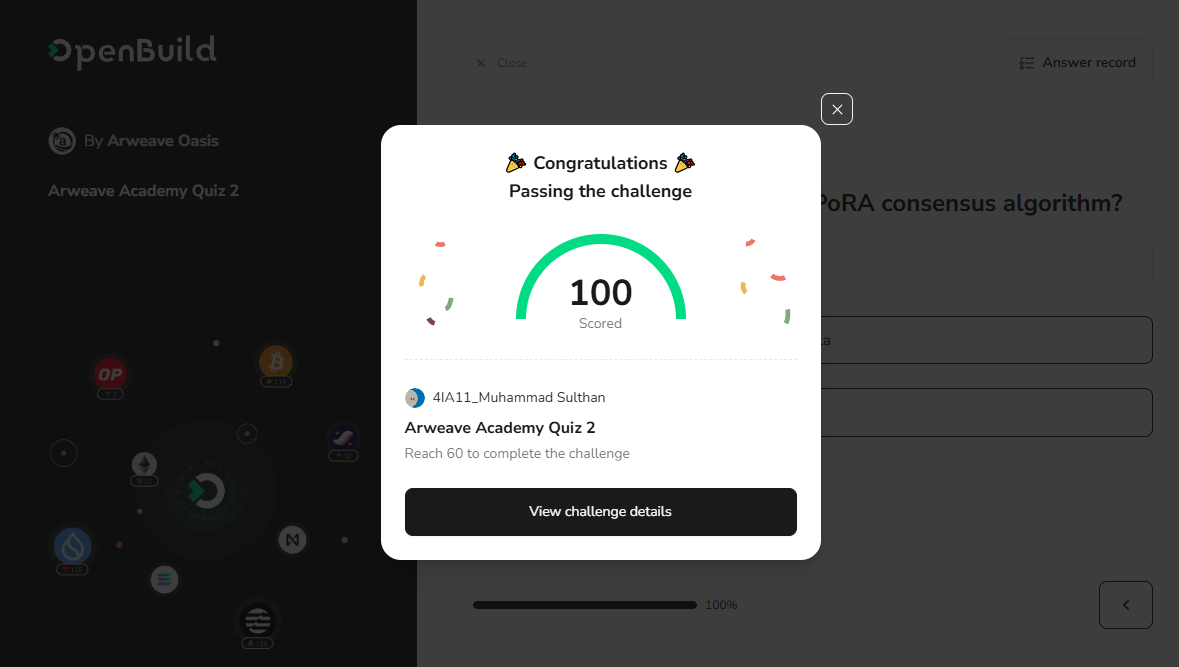 OpenBuild
By Arweave Oasis
Arweave Academy Quiz 2
Close
Answer record
PoRA consensus algorithm?
Congratulations
Passing the challenge
100
Scored
4IA11_Muhammad Sulthan
Arweave Academy Quiz 2
Reach 60 to complete the challenge
View challenge details
100%
OP